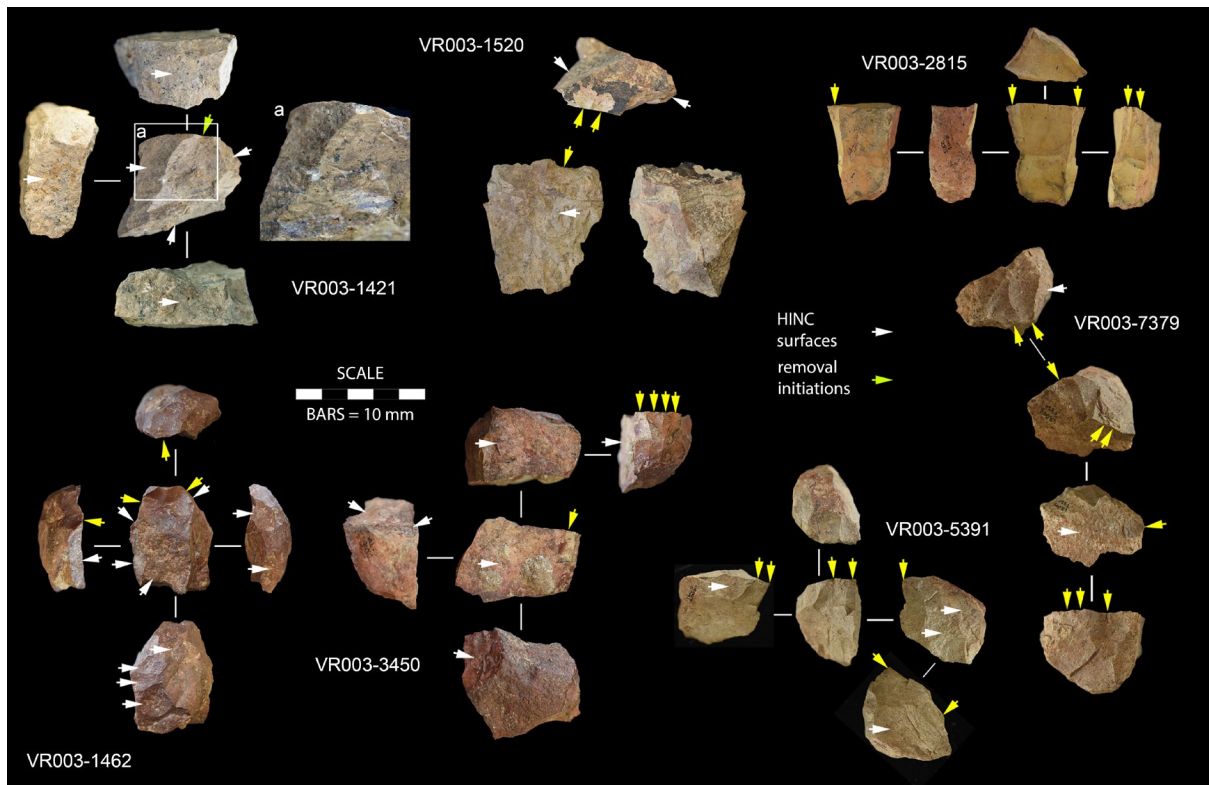 VR003-1520
VR003-2815
a
a
VR003-1421
VR003-7379
HINC
surfaces
removal
initiations
SCALE
BARS = 10 mm
VR003-5391
VR003-3450
VR003-1462